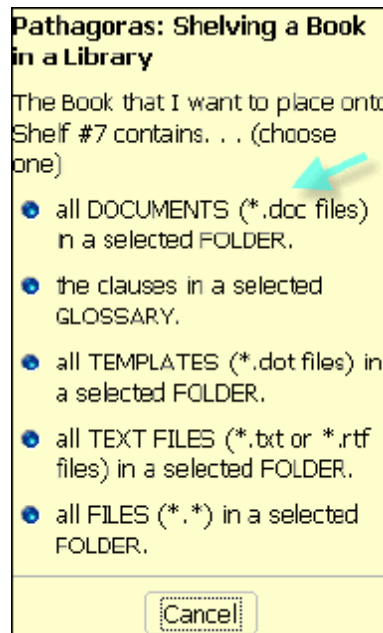 Pathagoras: Shelving a Book
in a Library
The Book that I want to place onto
Shelf #7 contains. . . (choose
one)
all DOCUMENTS (*.doc files)
in a selected FOLDER.
the clauses in a selected
GLOSSARY.
all TEMPLATES (*.dot files) in
a selected FOLDER.
all TEXT FILES (*.txt or *.rtf
files) in a selected FOLDER.
all FILES (*.*) in a selected
FOLDER.
Cancel